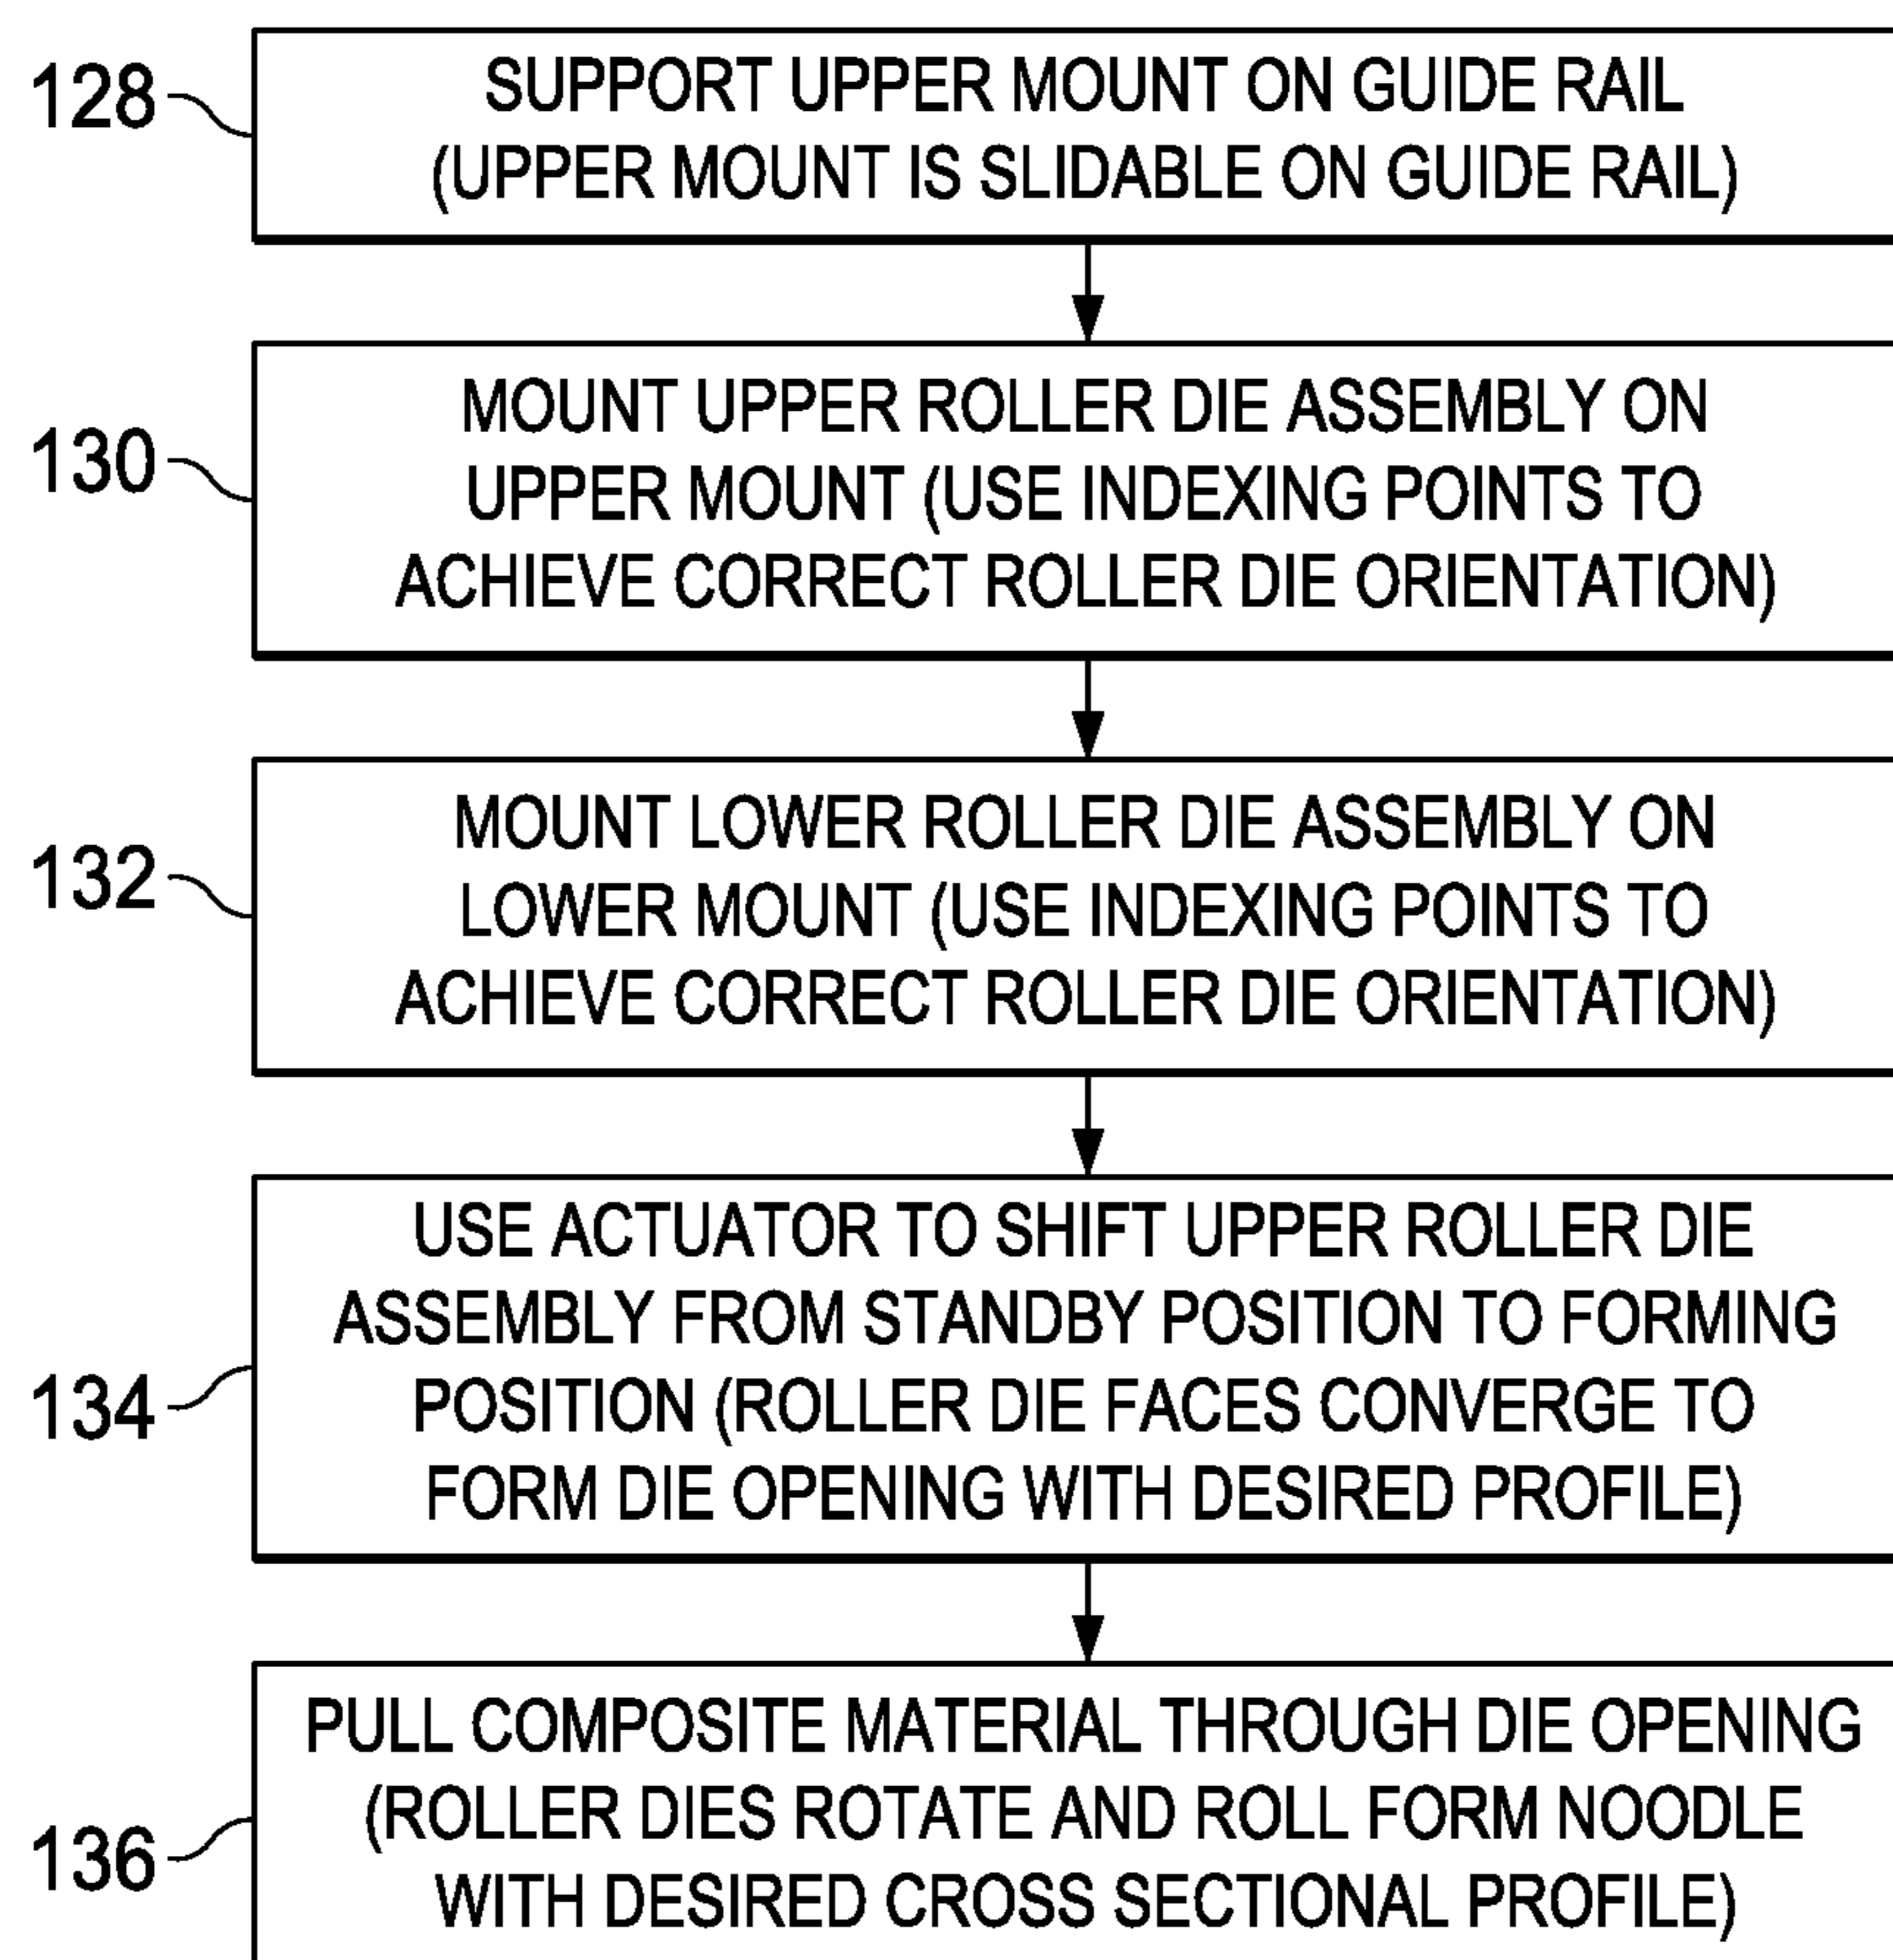 128
SUPPORT UPPER MOUNT ON GUIDE RAIL
(UPPER MOUNT IS SLIDABLE ON GUIDE RAIL)
130
MOUNT UPPER ROLLER DIE ASSEMBLY ON
UPPER MOUNT (USE INDEXING POINTS TO
ACHIEVE CORRECT ROLLER DIE ORIENTATION)
132
MOUNT LOWER ROLLER DIE ASSEMBLY ON
LOWER MOUNT (USE INDEXING POINTS TO
ACHIEVE CORRECT ROLLER DIE ORIENTATION)
134
USE ACTUATOR TO SHIFT UPPER ROLLER DIE
ASSEMBLY FROM STANDBY POSITION TO FORMING
POSITION (ROLLER DIE FACES CONVERGE TO
FORM DIE OPENING WITH DESIRED PROFILE)
136
PULL COMPOSITE MATERIAL THROUGH DIE OPENING
(ROLLER DIES ROTATE AND ROLL FORM NOODLE
WITH DESIRED CROSS SECTIONAL PROFILE)